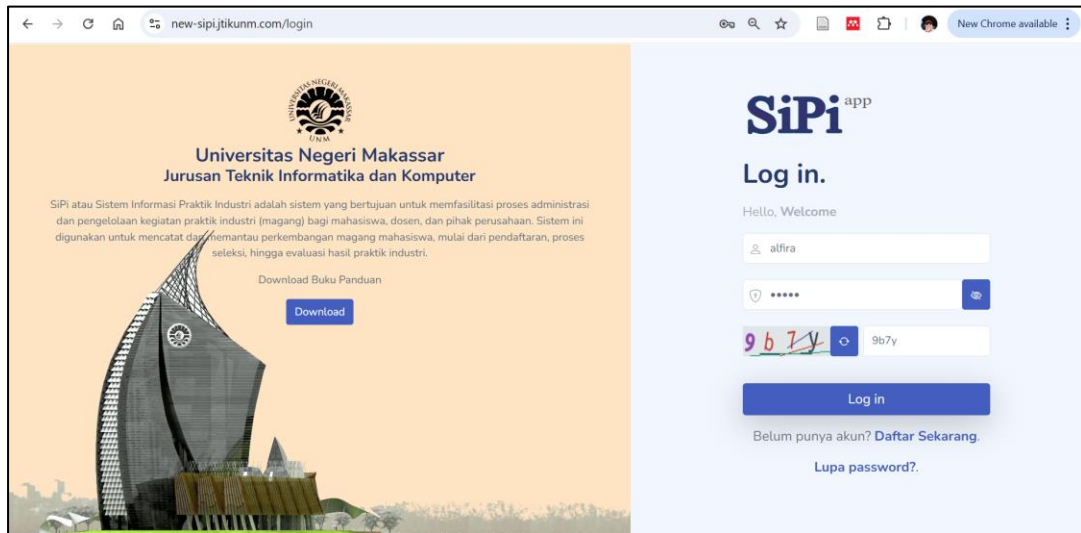 new-sipi.jtikunm.com/login
New Chrome available
UNIVERSITAS NEGERI MAKASSAR
UNM
Universitas Negeri Makassar
Jurusan Teknik Informatika dan Komputer
SiPi atau Sistem Informasi Praktik Industri adalah sistem yang bertujuan untuk memfasilitasi proses administrasi
dan pengelolaan kegiatan praktik industri (magang) bagi mahasiswa, dosen, dan pihak perusahaan. Sistem ini
digunakan untuk mencatat dan memantau perkembangan magang mahasiswa, mulai dari pendaftaran, proses
seleksi, hingga evaluasi hasil praktik industri.
Download Buku Panduan
Download
SiPi app
Log in.
Hello, Welcome
alfira
•••••
9b7y
9b7y
Log in
Belum punya akun? Daftar Sekarang.
Lupa password?.